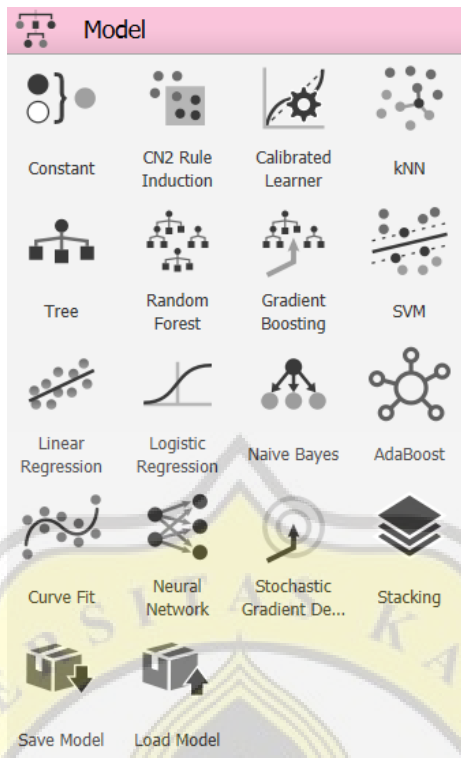 Model
Constant
CN2 Rule
Induction
Calibrated
Learner
kNN
Tree
Random
Forest
Gradient
Boosting
SVM
Linear
Regression
Logistic
Regression
Naive Bayes
AdaBoost
Curve Fit
Neural
Network
Stochastic
Gradient De...
Stacking
Save Model
Load Model
E R S I T A S K A